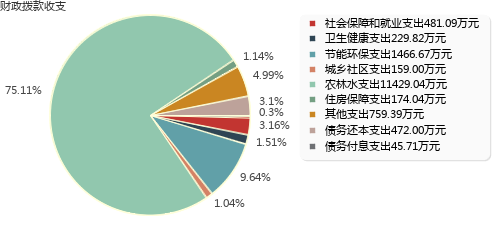 财政拨款收支
社会保障和就业支出481.09万元
卫生健康支出229.82万元
节能环保支出1466.67万元
城乡社区支出159.00万元
农林水支出11429.04万元
住房保障支出174.04万元
其他支出759.39万元
债务还本支出472.00万元
债务付息支出45.71万元
1.14%
4.99%
3.1%
0.3%
3.16%
1.51%
9.64%
1.04%
75.11%